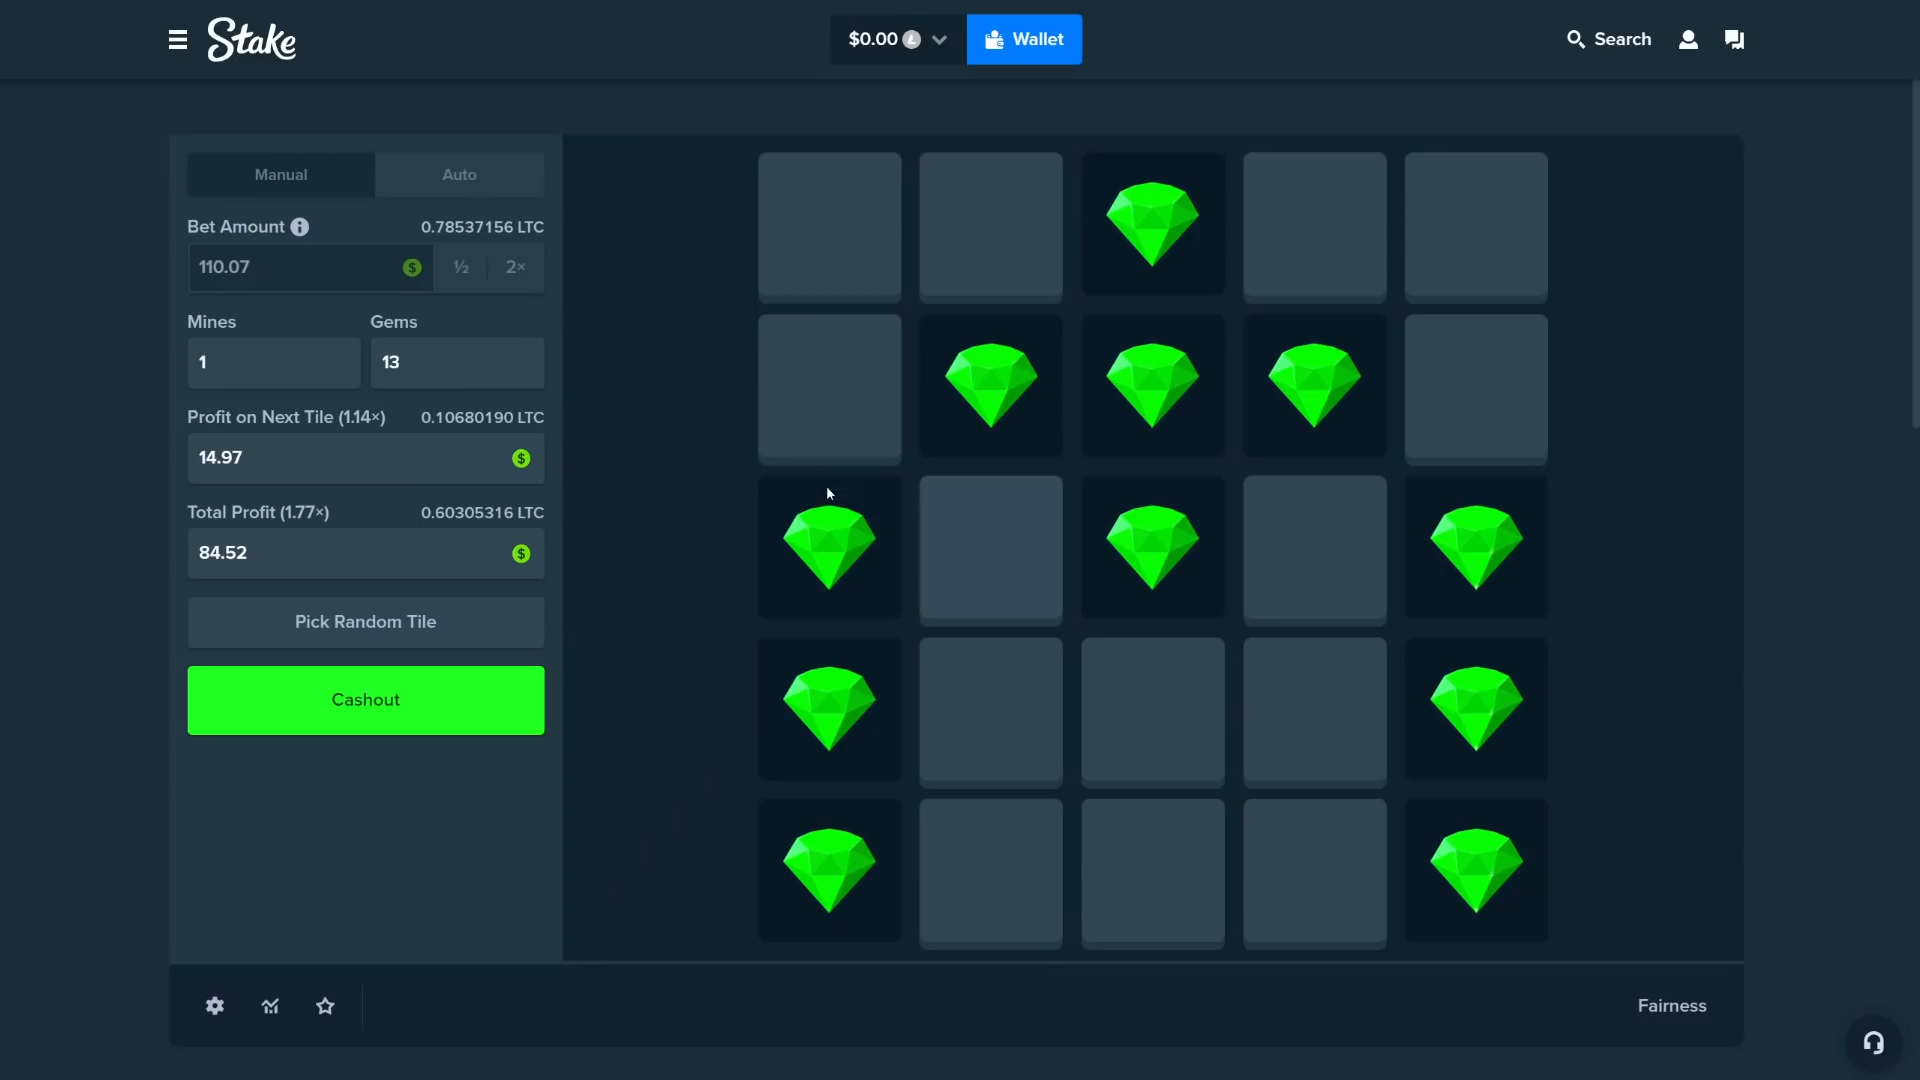 Stake
$0.00
Wallet
Search
Manual
Auto
Bet Amount
0.78537156 LTC
110.07
½
2×
Mines
Gems
1
13
Profit on Next Tile (1.14×)
0.10680190 LTC
14.97
Total Profit (1.77×)
0.60305316 LTC
84.52
Pick Random Tile
Cashout
Fairness